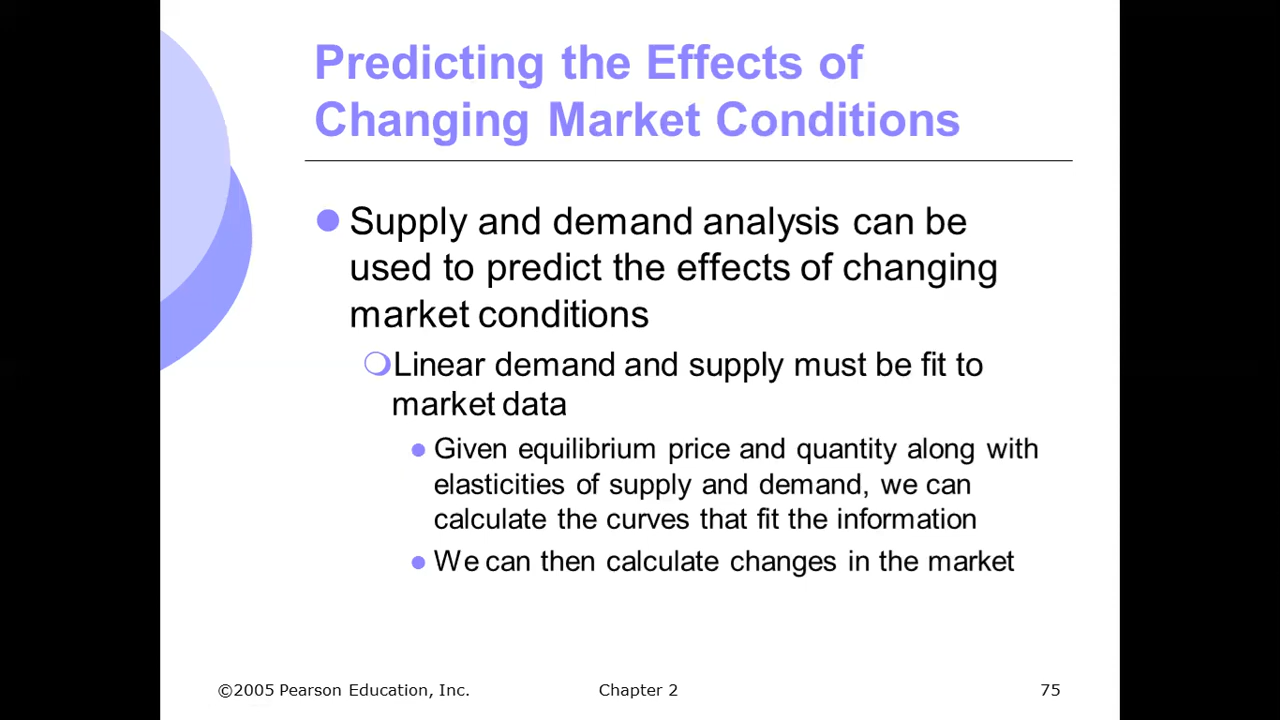 Predicting the Effects of
Changing Market Conditions
Supply and demand analysis can be
used to predict the effects of changing
market conditions
Linear demand and supply must be fit to
market data
Given equilibrium price and quantity along with
elasticities of supply and demand, we can
calculate the curves that fit the information
We can then calculate changes in the market
©2005 Pearson Education, Inc.
Chapter 2
75